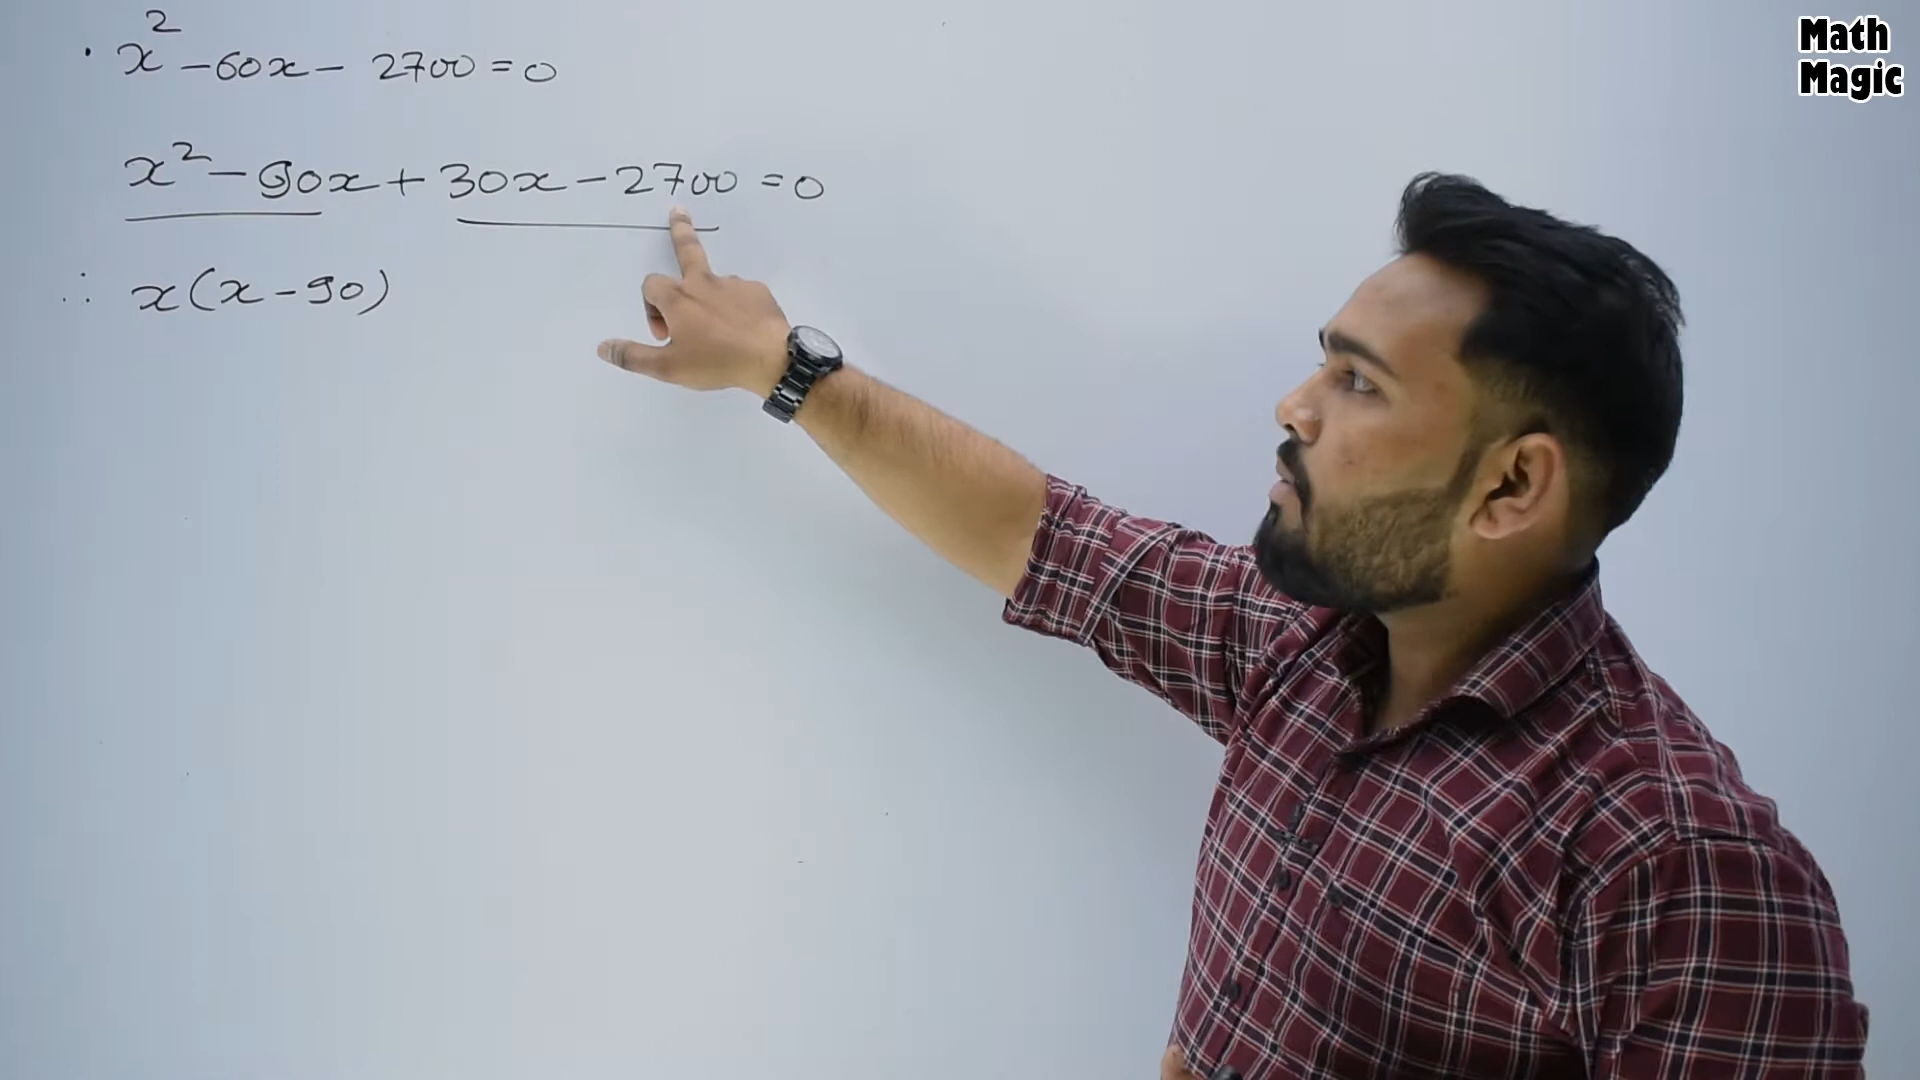 · x² - 60x - 2700 = 0
x² - 90x + 30x - 2700 = 0
∴ x(x - 90)
Math
Magic